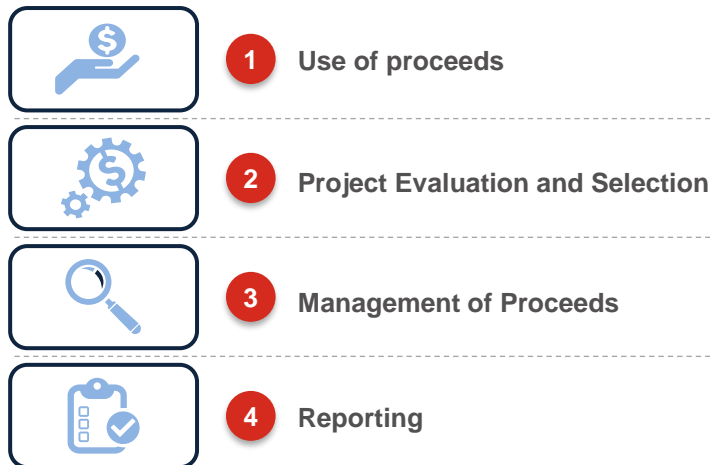 1 Use of proceeds
2 Project Evaluation and Selection
3 Management of Proceeds
4 Reporting